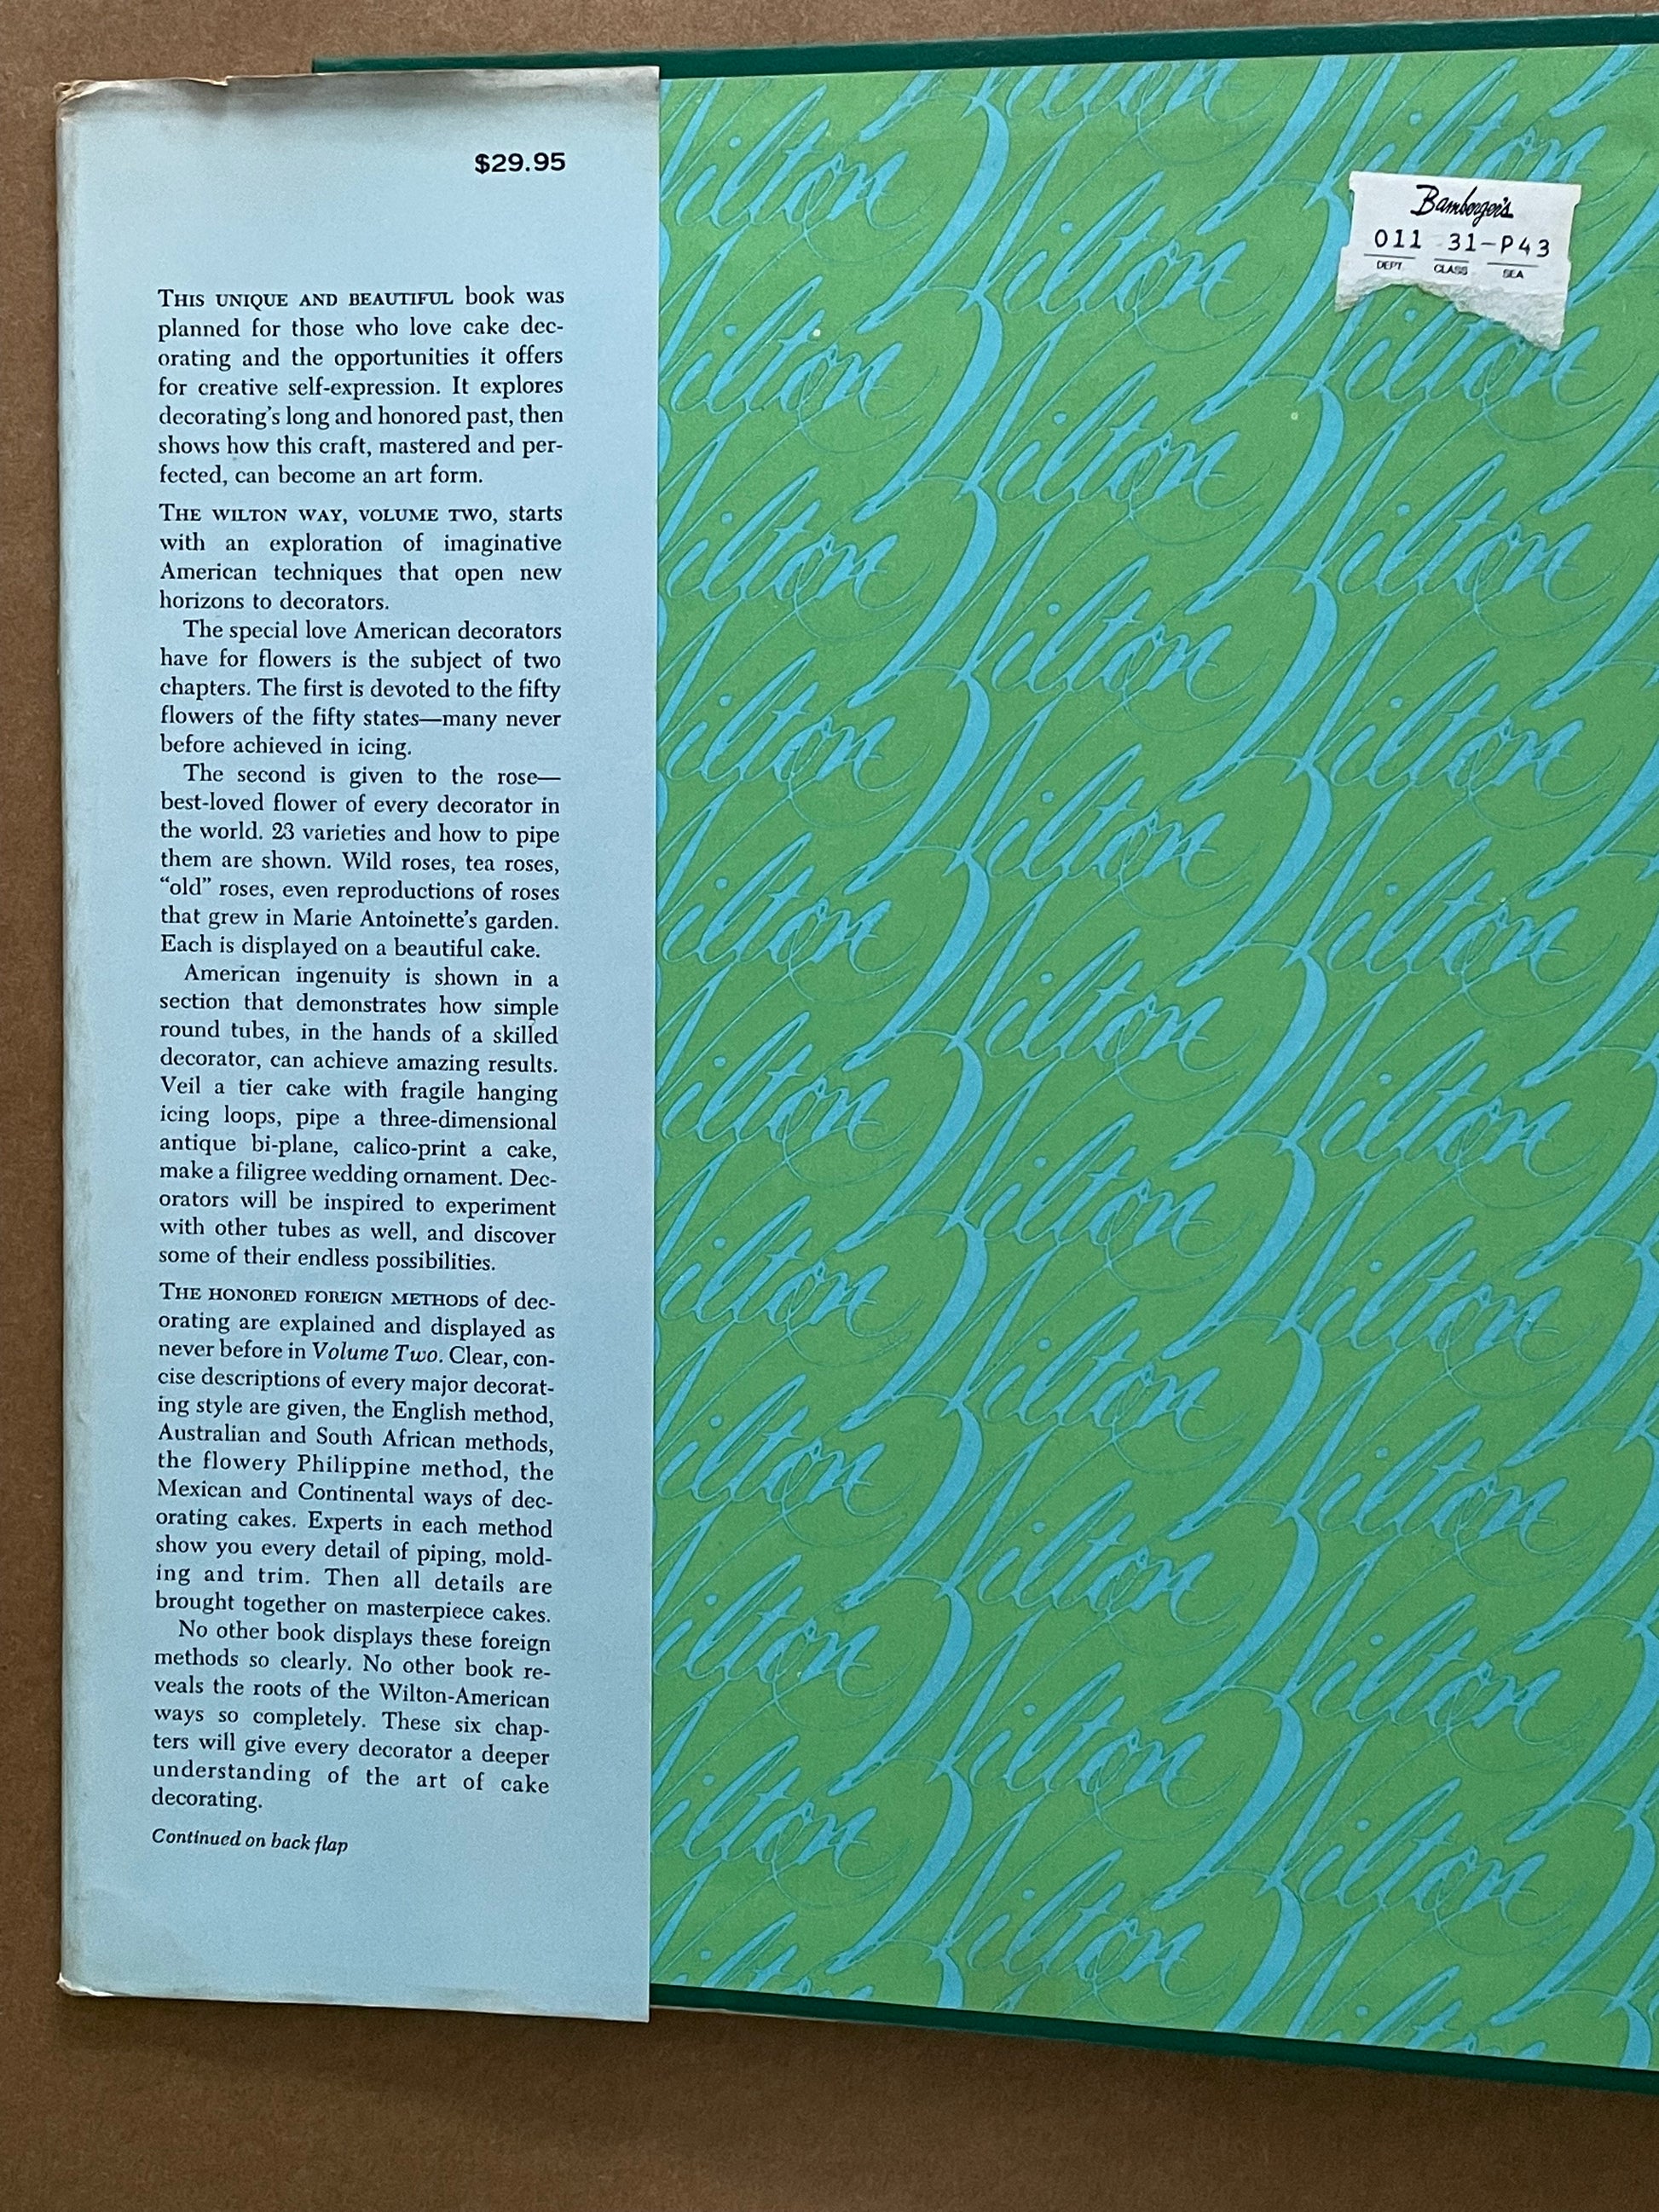 $29.95
THIS UNIQUE AND BEAUTIFUL book was
planned for those who love cake dec-
orating and the opportunities it offers
for creative self-expression. It explores
decorating's long and honored past, then
shows how this craft, mastered and per-
fected, can become an art form.
THE WILTON WAY, VOLUME TWO, starts
with an exploration of imaginative
American techniques that open new
horizons to decorators.
The special love American decorators
have for flowers is the subject of two
chapters. The first is devoted to the fifty
flowers of the fifty states—many never
before achieved in icing.
The second is given to the rose—
best-loved flower of every decorator in
the world. 23 varieties and how to pipe
them are shown. Wild roses, tea roses,
“old” roses, even reproductions of roses
that grew in Marie Antoinette's garden.
Each is displayed on a beautiful cake.
American ingenuity is shown in a
section that demonstrates how simple
round tubes, in the hands of a skilled
decorator, can achieve amazing results.
Veil a tier cake with fragile hanging
icing loops, pipe a three-dimensional
antique bi-plane, calico-print a cake,
make a filigree wedding ornament. Dec-
orators will be inspired to experiment
with other tubes as well, and discover
some of their endless possibilities.
THE HONORED FOREIGN METHODS of dec-
orating are explained and displayed as
never before in Volume Two. Clear, con-
cise descriptions of every major decorat-
ing style are given, the English method,
Australian and South African methods,
the flowery Philippine method, the
Mexican and Continental ways of dec-
orating cakes. Experts in each method
show you every detail of piping, mold-
ing and trim. Then all details are
brought together on masterpiece cakes.
No other book displays these foreign
methods so clearly. No other book re-
veals the roots of the Wilton-American
ways so completely. These six chap-
ters will give every decorator a deeper
understanding of the art of cake
decorating.
Continued on back flap
Bamberger's
011 31-P43
DEPT. CLASS SEA
Wilton